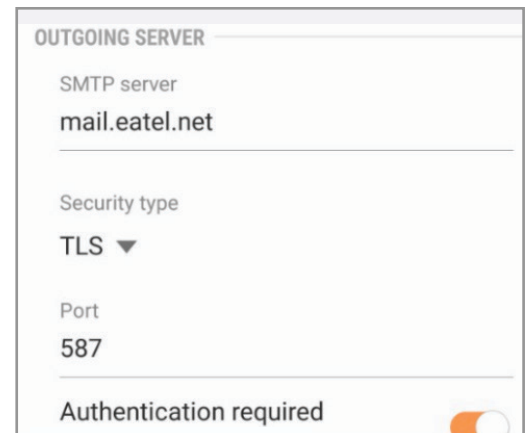 OUTGOING SERVER
SMTP server
mail.eatel.net
Security type
TLS
Port
587
Authentication required